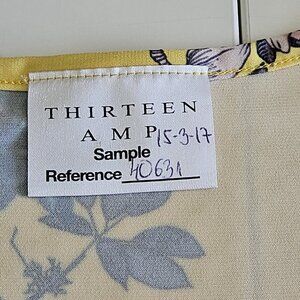 THIRTEEN
AMP 15-3-17
Sample
Reference 40631